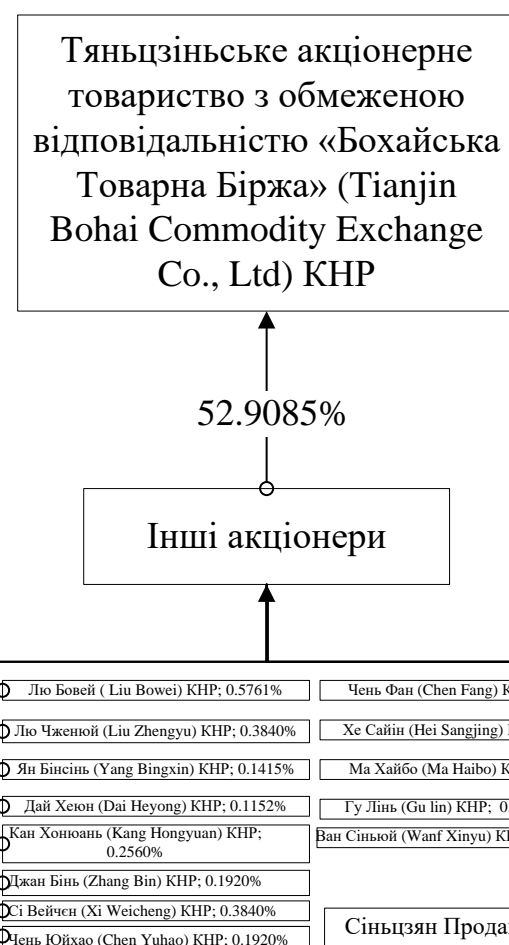 Тяньцзіньське акціонерне
товариство з обмеженою
відповідальністю «Бохайська
Товарна Біржа» (Tianjin
Bohai Commodity Exchange
Co., Ltd) КНР
52.9085%
Інші акціонери
Лю Бовей ( Liu Bowei) КНР; 0.5761%
Лю Чженюй (Liu Zhengyu) КНР; 0.3840%
Ян Бінсінь (Yang Bingxin) КНР; 0.1415%
Дай Хеюн (Dai Heyong) КНР; 0.1152%
Кан Хонюань (Kang Hongyuan) КНР;
0.2560%
Джан Бінь (Zhang Bin) КНР; 0.1920%
Сі Вейчєн (Xi Weicheng) КНР; 0.3840%
Чень Юйхао (Chen Yuhao) КНР; 0.1920%
Чень Фан (Chen Fang)
Хе Сайін (Hei Sangjing)
Ма Хайбо (Ma Haibo)
Гу Лінь (Gu lin) КНР;
Ван Сіньюй (Wanf Xinyu)
Сіньцзян